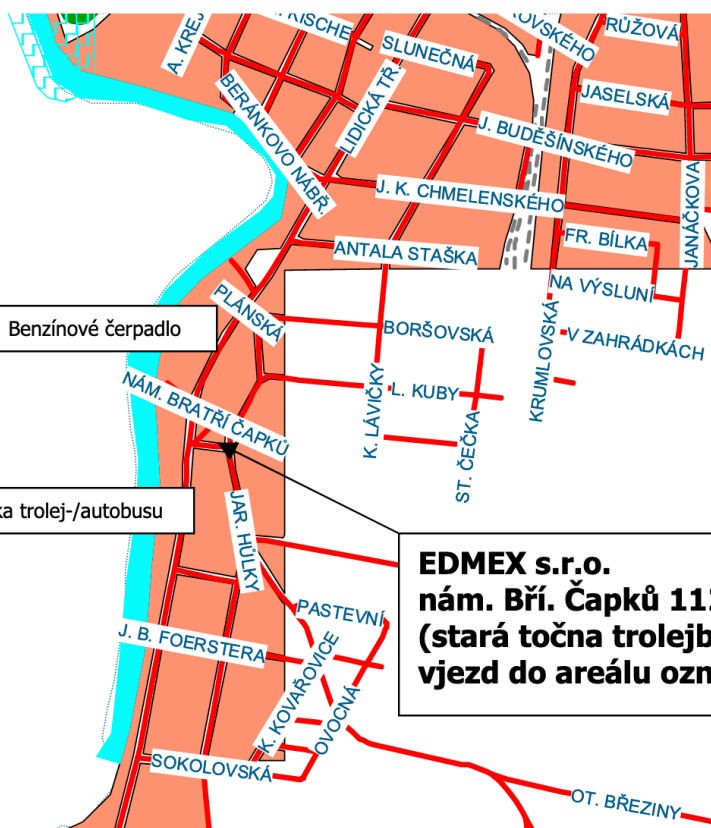 KISCHE
RŮŽOVÁ
A. KREJ
SLUNEČNÁ
JASELSKÁ
BERÁNKOVO NÁBŘ.
LIDICKÁ TŘ.
J. BUDĚŠÍNSKÉHO
J. K. CHMELENSKÉHO
JANÁČKOVA
FR. BÍLKA
ANTALA STAŠKA
NA VÝSLUNÍ
PLÁNSKÁ
Benzínové čerpadlo
BORŠOVSKÁ
KRUMLOVSKÁ
V ZAHRÁDKÁCH
NÁM. BRATŘÍ ČAPKŮ
K. LÁVIČKY
L. KUBY
ST. ČEČKA
ka trolej-/autobusu
JAR. HŮLKY
EDMEX s.r.o.
nám. Bří. Čapků 11
(stará točna trolejb
vjezd do areálu ozn
PASTEVNÍ
J. B. FOERSTERA
K. KOVAŘOVICE
OVOCNÁ
SOKOLOVSKÁ
OT. BŘEZINY